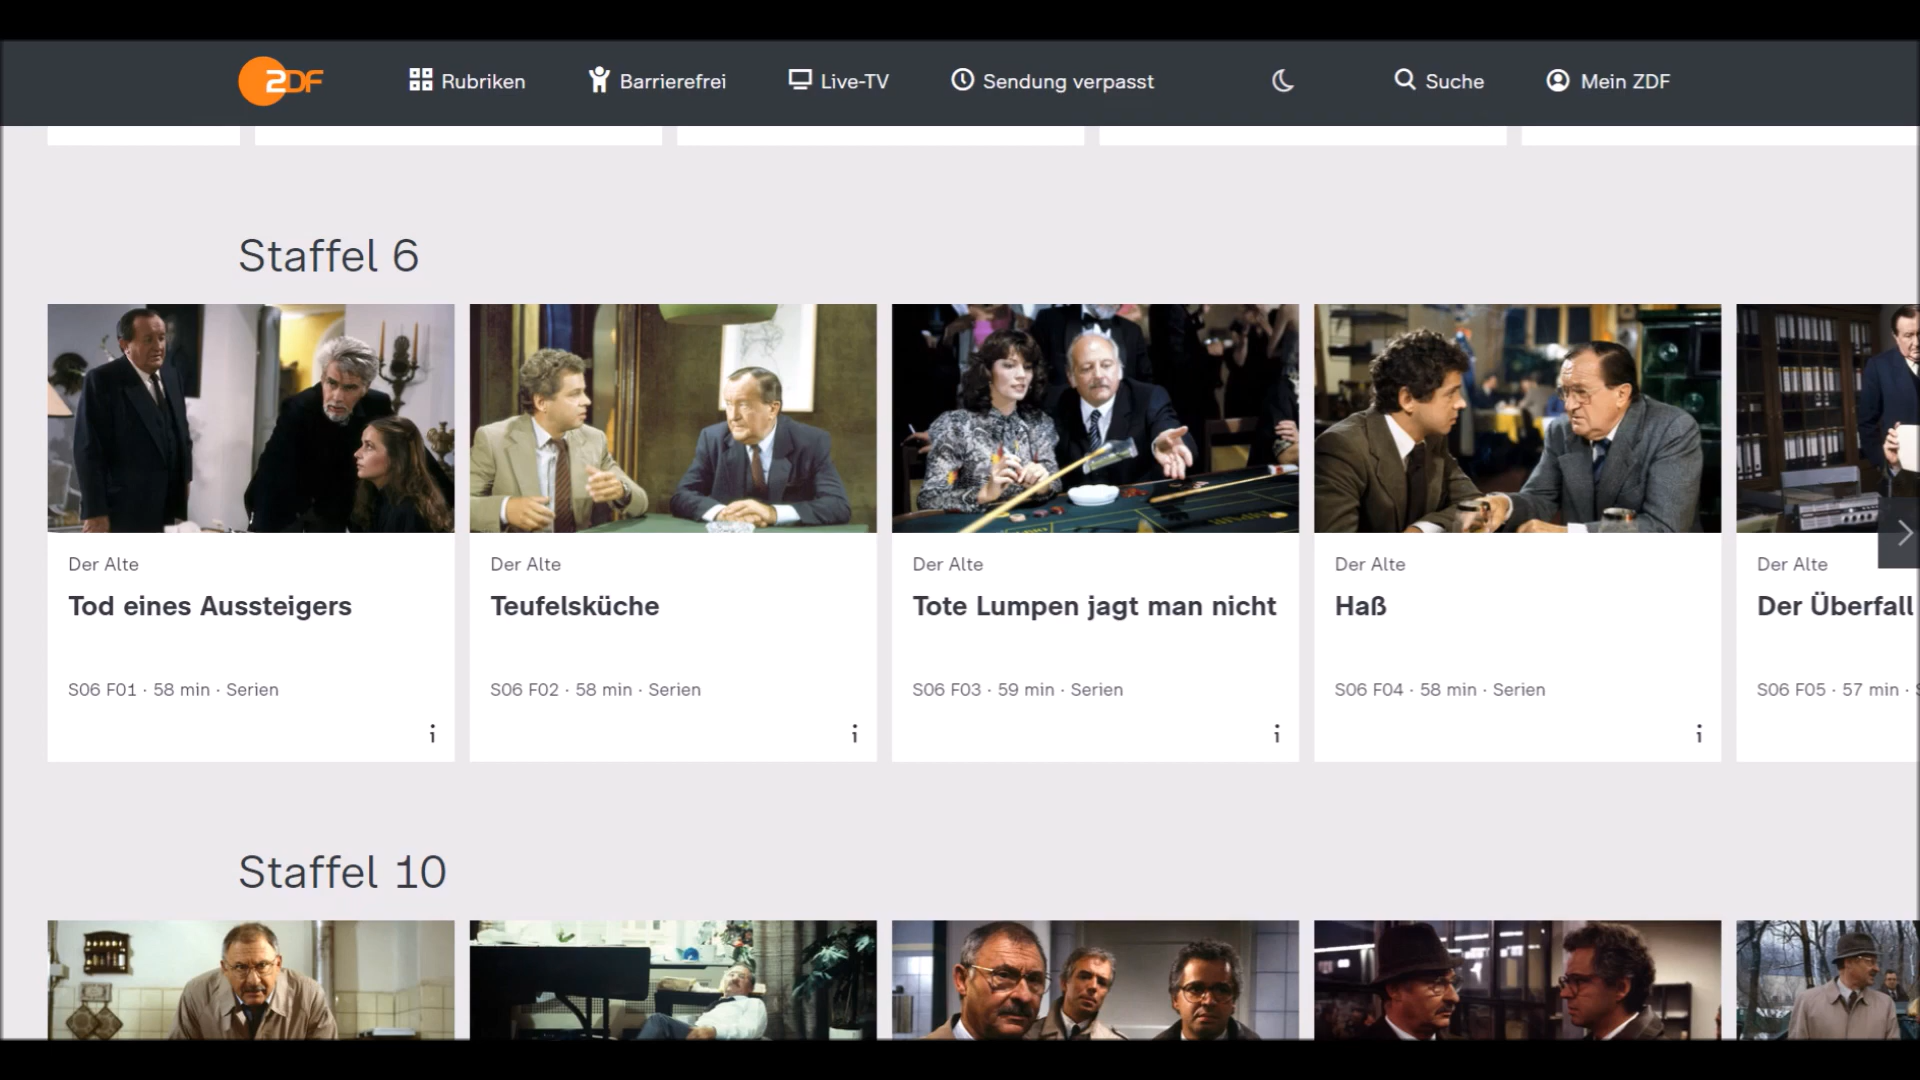 ZDF
Rubriken
Barrierefrei
Live-TV
Sendung verpasst
Suche
Mein ZDF
Staffel 6
Der Alte
Tod eines Aussteigers
S06 F01 · 58 min · Serien
Der Alte
Teufelsküche
S06 F02 · 58 min · Serien
Der Alte
Tote Lumpen jagt man nicht
S06 F03 · 59 min · Serien
Der Alte
Haß
S06 F04 · 58 min · Serien
Der Alte
Der Überfall
S06 F05 · 57 min ·
Staffel 10